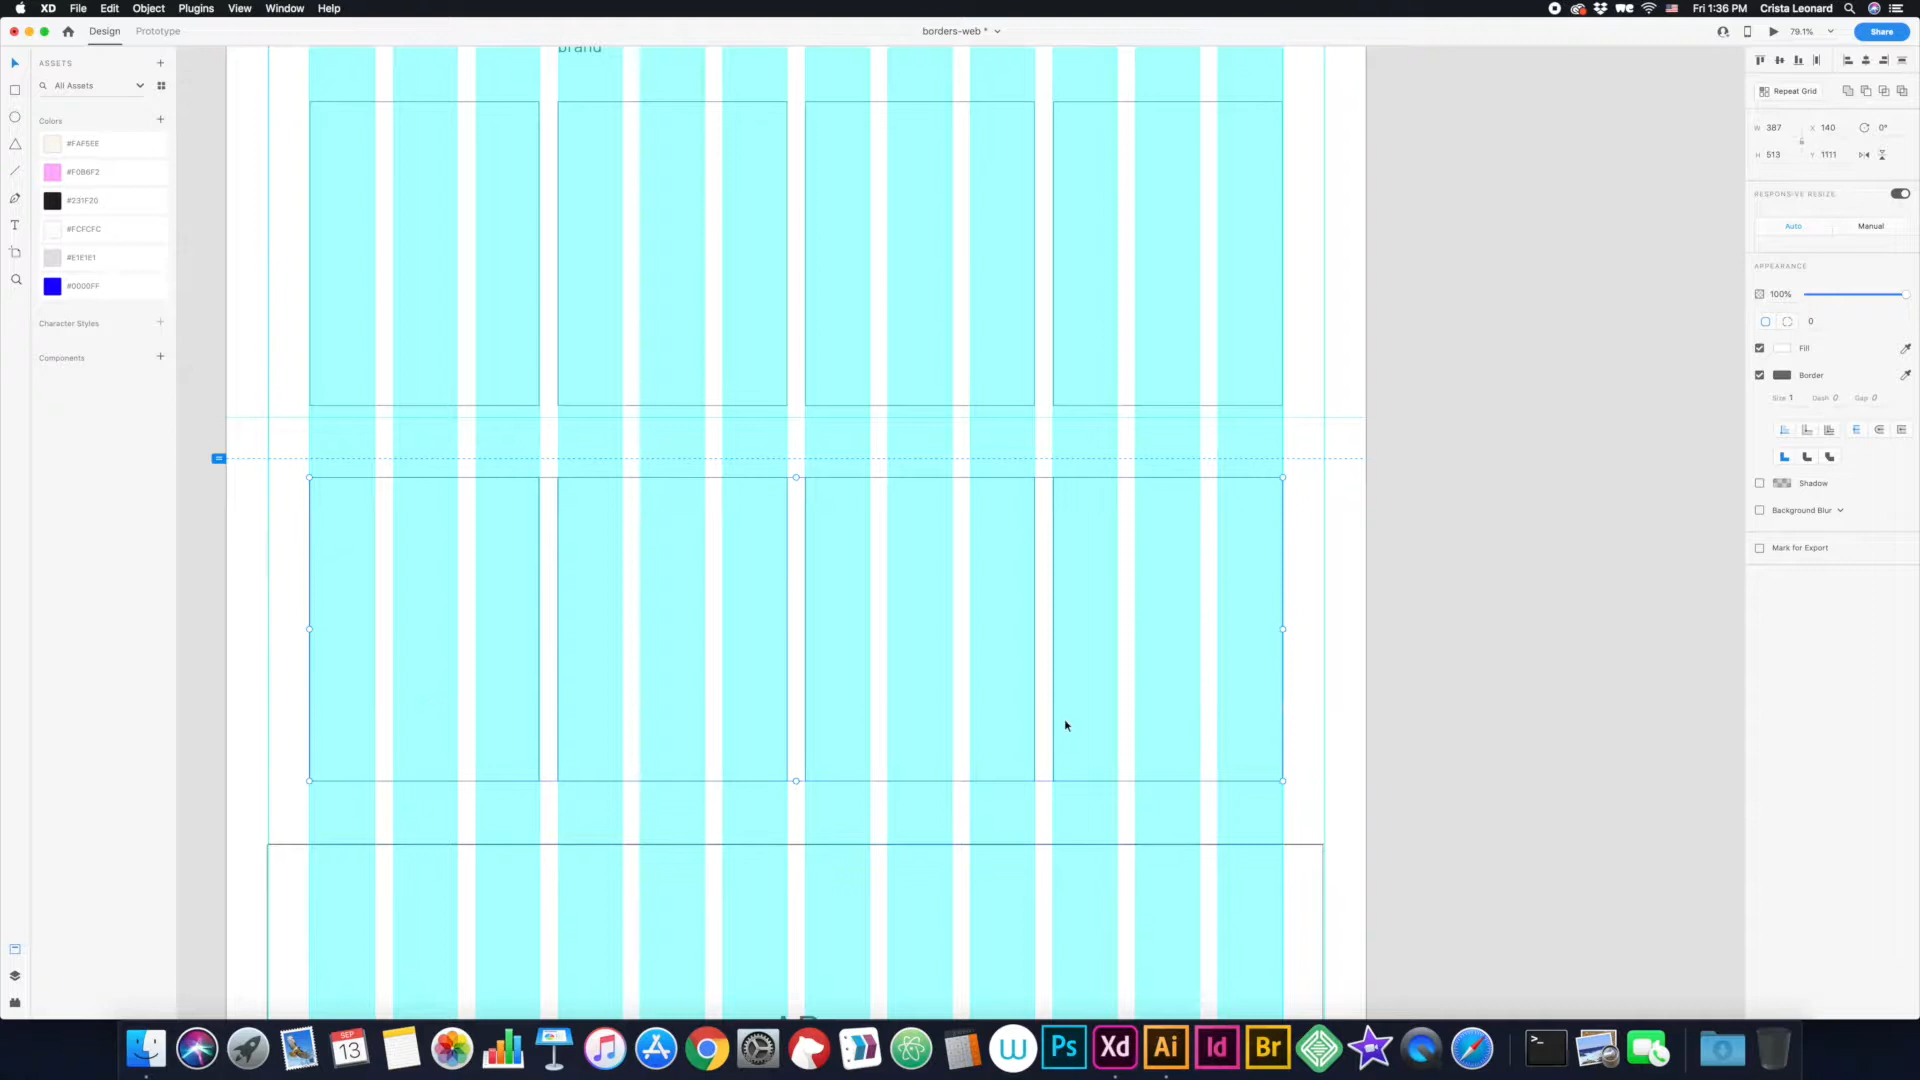 XD File Edit Object Plugins View Window Help
Fri 1:36 PM Crista Leonard
Design Prototype
borders-web *
79.1%
Share
ASSETS
All Assets
Colors
#FAF5EE
#F0B6F2
#231F20
#FCFCFC
#E1E1E1
#0000FF
Character Styles
Components
brand
Repeat Grid
W 387 X 140 0°
H 513 Y 1111
RESPONSIVE RESIZE
Auto Manual
APPEARANCE
100%
0
Fill
Border
Size 1 Dash 0 Gap 0
Shadow
Background Blur
Mark for Export
SEP
13
Ps Xd Ai Id Br